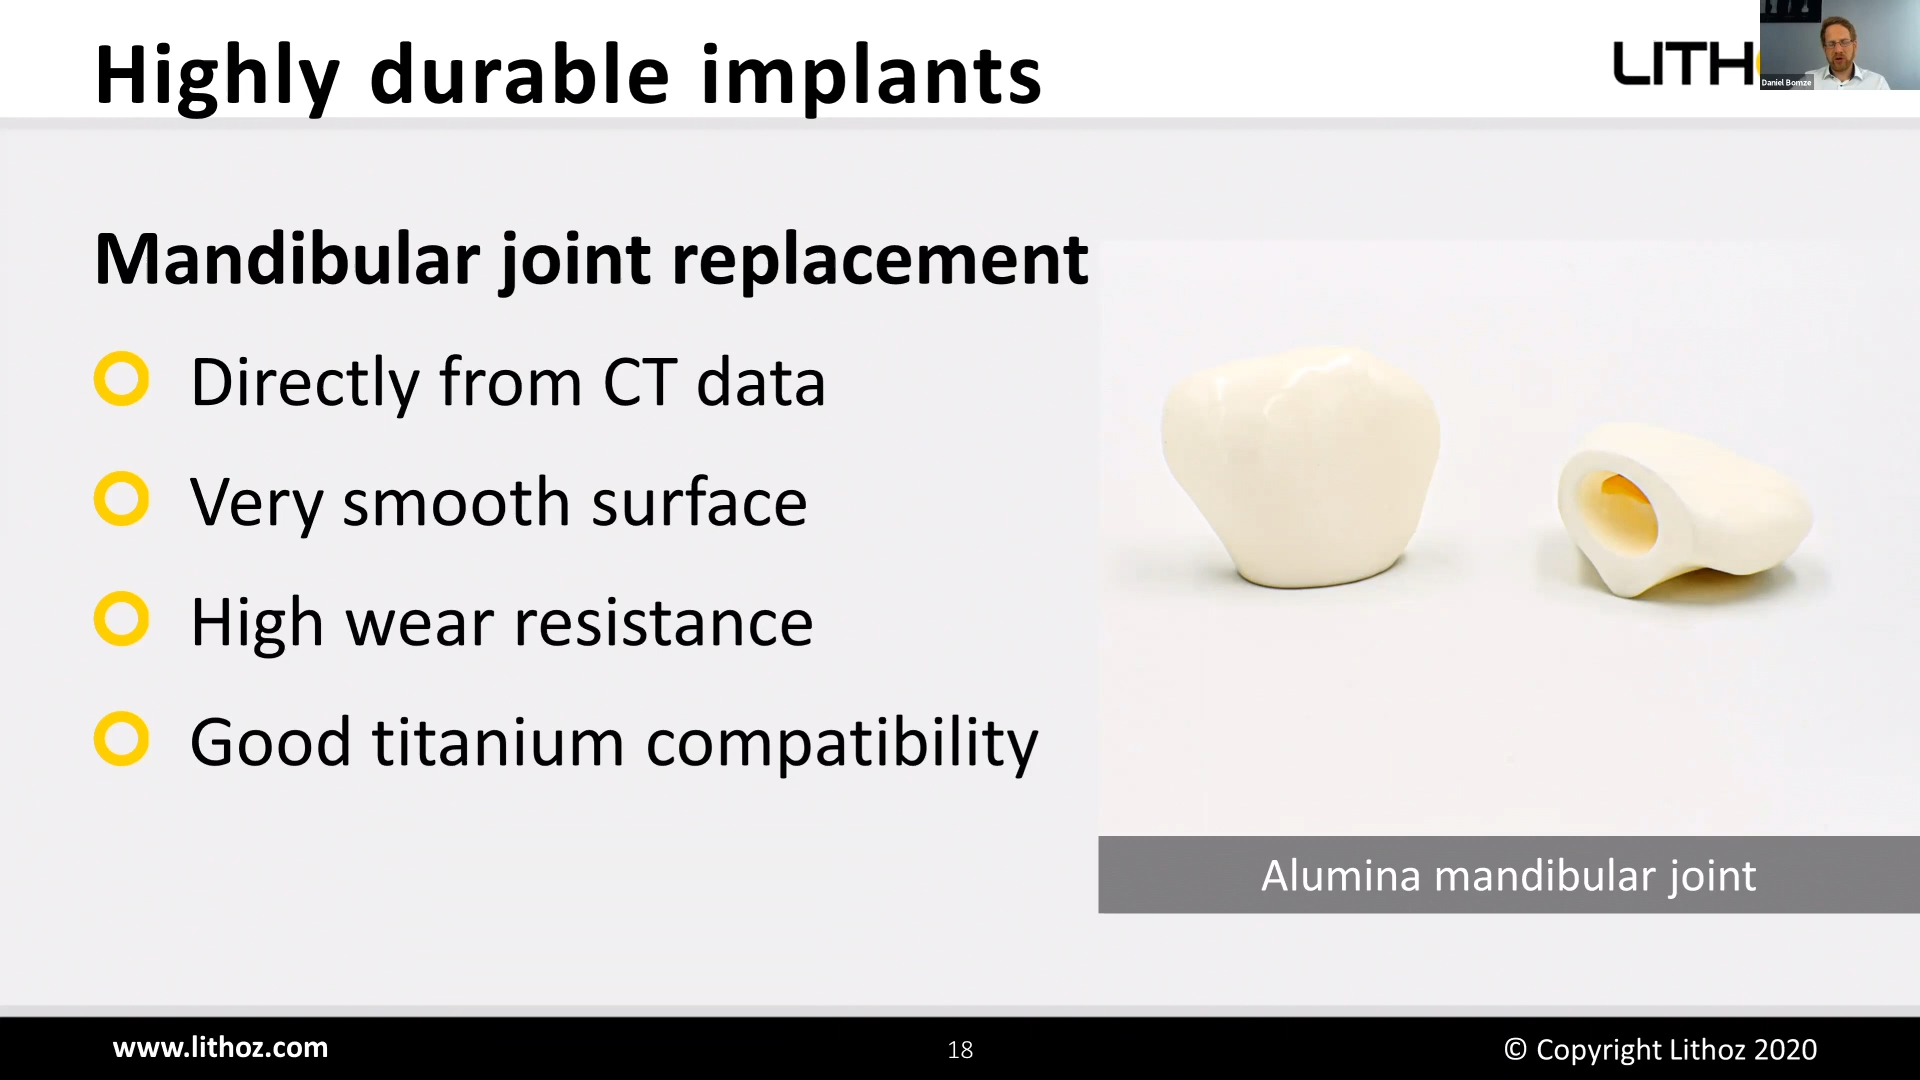 Highly durable implants
LITH
Daniel Bomze
Mandibular joint replacement
Directly from CT data
Very smooth surface
High wear resistance
Good titanium compatibility
Alumina mandibular joint
www.lithoz.com
18
© Copyright Lithoz 2020